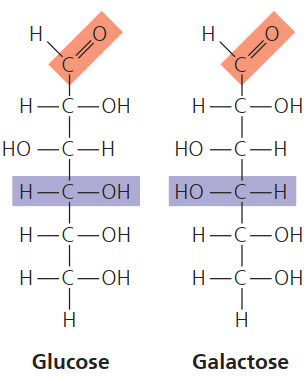 H O H O
C C
H—C—OH H—C—OH
HO—C—H HO—C—H
H—C—OH HO—C—H
H—C—OH H—C—OH
H—C—OH H—C—OH
H H
Glucose Galactose